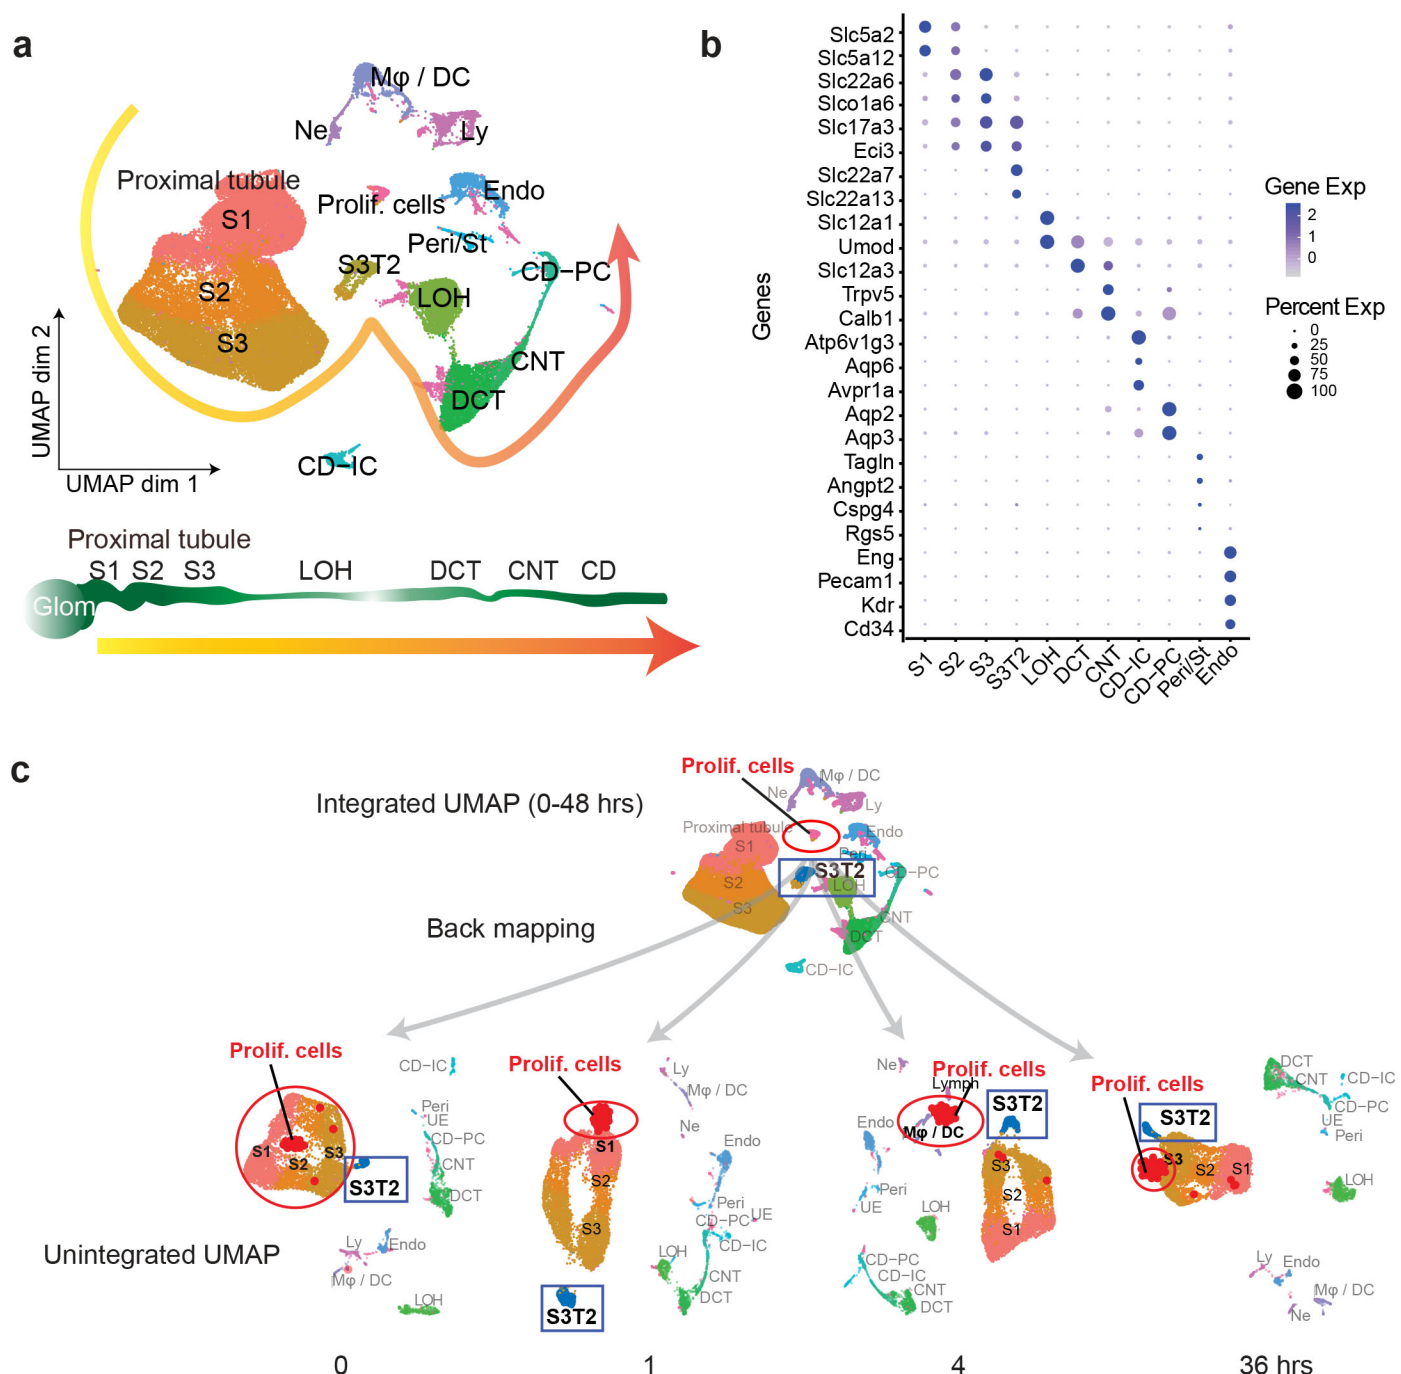 a
Mφ / DC
Ne
Ly
Proximal tubule
S1
Prolif. cells
Endo
Peri/St
S3T2
CD-PC
S2
LOH
S3
CNT
DCT
CD-IC
UMAP dim 2
UMAP dim 1
Proximal tubule
S1 S2 S3 LOH DCT CNT CD
Glom
b
Genes
Slc5a2
Slc5a12
Slc22a6
Slco1a6
Slc17a3
Eci3
Slc22a7
Slc22a13
Slc12a1
Umod
Slc12a3
Trpv5
Calb1
Atp6v1g3
Aqp6
Avpr1a
Aqp2
Aqp3
Tagln
Angpt2
Cspg4
Rgs5
Eng
Pecam1
Kdr
Cd34
S1 S2 S3 S3T2 LOH DCT CNT CD-IC CD-PC Peri/St Endo
Gene Exp
2
1
0
Percent Exp
0
25
50
75
100
c
Integrated UMAP (0-48 hrs)
Prolif. cells
Mφ / DC
Ne
Ly
Proximal tubule
Endo
S1
Peri
S3T2
CD-PC
S2
LOH
S3
CNT
DCT
CD-IC
Back mapping
Unintegrated UMAP
Prolif. cells
CD-IC
Peri
UE
CD-PC
S1
S2
S3
CNT
S3T2
DCT
Ly
Endo
Mφ / DC
LOH
0
Prolif. cells
Ly
Mφ / DC
Ne
S1
Endo
S2
Peri
UE
CD-PC
S3
CD-IC
LOH
CNT
DCT
S3T2
1
Ne
Prolif. cells
Lymph
S3T2
Endo
Mφ / DC
S3
Peri
S2
UE
LOH
S1
CD-PC
CD-IC
CNT
DCT
4
Prolif. cells
DCT
CNT
CD-IC
CD-PC
S3T2
UE
Peri
S3
S2
S1
LOH
Ly
Endo
Mφ / DC
Ne
36 hrs